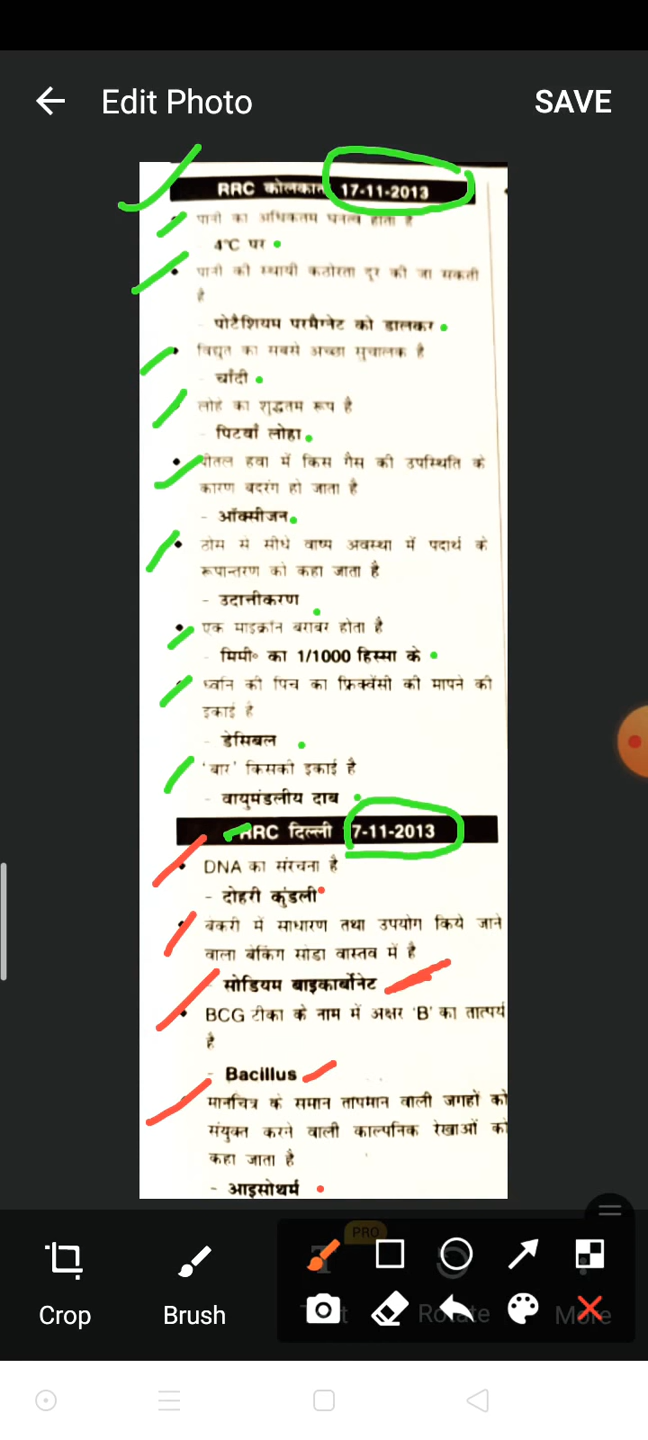 Edit Photo
SAVE
RRC कोलकाता 17-11-2013
पानी का अधिकतम घनत्व होता है
4°C पर
पानी की स्थायी कठोरता दूर की जा सकती
है
- पोटैशियम परमैग्नेट को डालकर
विद्युत का सबसे अच्छा सुचालक है
- चाँदी
लोहे का शुद्धतम रूप है
- पिटवाँ लोहा
पीतल हवा में किस गैस की उपस्थिति के
कारण बदरंग हो जाता है
- ऑक्सीजन
ठोस से सीधे वाष्प अवस्था में पदार्थ के
रूपान्तरण को कहा जाता है
- उदात्तीकरण
एक माइक्रॉन बराबर होता है
- मिमी० का 1/1000 हिस्सा के
ध्वनि की पिच का फ्रिक्वेंसी की मापने की
इकाई है
- डेसिबल
'बार' किसकी इकाई है
- वायुमंडलीय दाब
RRC दिल्ली 17-11-2013
DNA का संरचना है
- दोहरी कुंडली
बेकरी में साधारण तथा उपयोग किये जाने
वाला बेकिंग सोडा वास्तव में है
- सोडियम बाइकार्बोनेट
BCG टीका के नाम में अक्षर 'B' का तात्पर्य
है
- Bacillus
मानचित्र के समान तापमान वाली जगहों को
संयुक्त करने वाली काल्पनिक रेखाओं को
कहा जाता है
- आइसोथर्म
PRO
Crop
Brush
Rotate
More